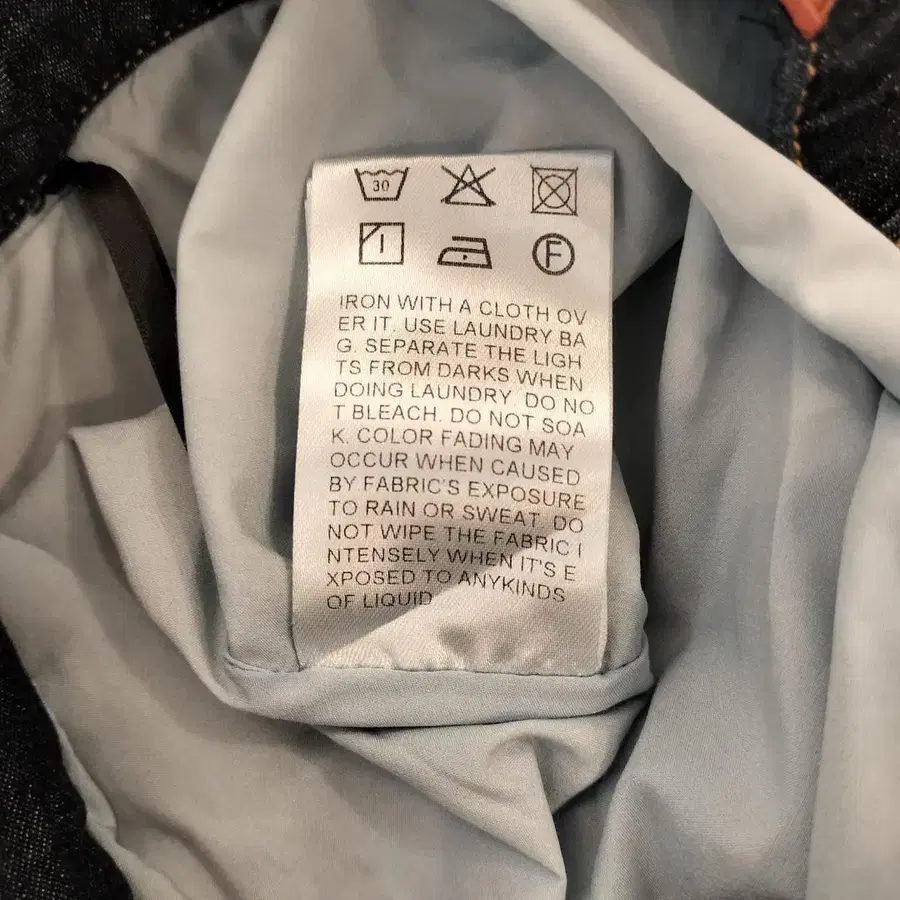 30
F
IRON WITH A CLOTH OV
ER IT. USE LAUNDRY BA
G. SEPARATE THE LIGH
TS FROM DARKS WHEN
DOING LAUNDRY. DO NO
T BLEACH. DO NOT SOA
K. COLOR FADING MAY
OCCUR WHEN CAUSED
BY FABRIC'S EXPOSURE
TO RAIN OR SWEAT. DO
NOT WIPE THE FABRIC I
NTENSELY WHEN IT'S E
XPOSED TO ANYKINDS
OF LIQUID.